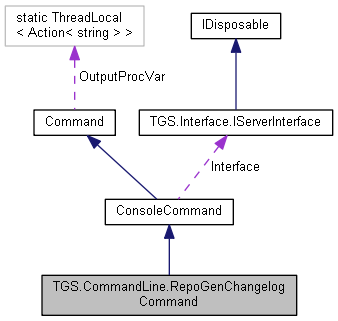 static ThreadLocal
< Action< string > >
IDisposable
OutputProcVar
Command
TGS.Interface.IServerInterface
Interface
ConsoleCommand
TGS.CommandLine.RepoGenChangelog
Command